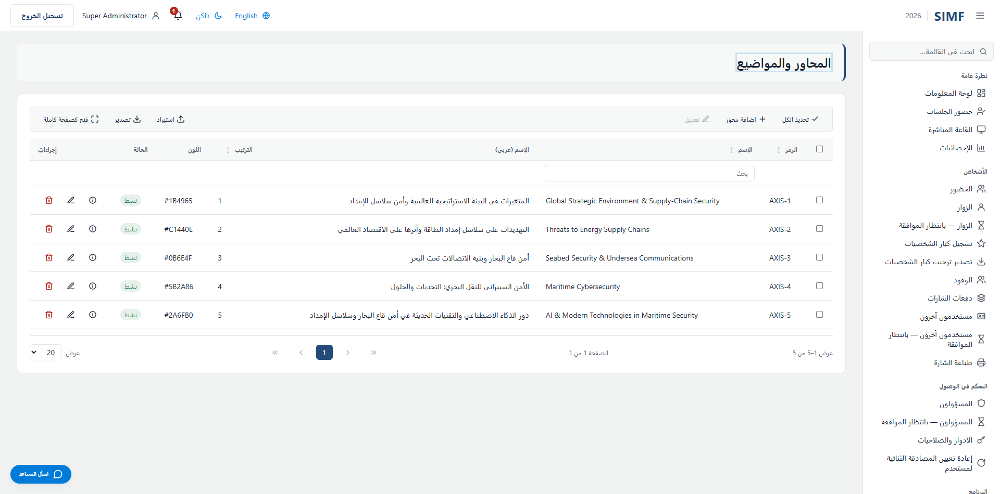 SIMF
2026
English
داكن
1
Super Administrator
تسجيل الخروج
ابحث في القائمة...
نظرة عامة
لوحة المعلومات
حضور الجلسات
القاعة المباشرة
الإحصائيات
الأشخاص
الحضور
الزوار
الزوار — بانتظار الموافقة
تسجيل كبار الشخصيات
تصدير ترحيب كبار الشخصيات
الوفود
دفعات الشارات
مستخدمون آخرون
مستخدمون آخرون — بانتظار
الموافقة
طباعة الشارة
التحكم في الوصول
المسؤولون
المسؤولون — بانتظار الموافقة
الأدوار والصلاحيات
إعادة تعيين المصادقة الثنائية
لمستخدم
البرنامج
المحاور والمواضيع
تحديد الكل
إضافة محور
تعديل
استيراد
تصدير
فتح كصفحة كاملة
الرمز الاسم الاسم (عربي) الترتيب اللون الحالة إجراءات
بحث
AXIS-1 Global Strategic Environment & Supply-Chain Security المتغيرات في البيئة الاستراتيجية العالمية وأمن سلاسل الإمداد 1 #1B4965 نشط
AXIS-2 Threats to Energy Supply Chains التهديدات على سلاسل إمداد الطاقة وأثرها على الاقتصاد العالمي 2 #C1440E نشط
AXIS-3 Seabed Security & Undersea Communications أمن قاع البحار وبنية الاتصالات تحت البحر 3 #0B6E4F نشط
AXIS-4 Maritime Cybersecurity الأمن السيبراني للنقل البحري: التحديات والحلول 4 #5B2A86 نشط
AXIS-5 AI & Modern Technologies in Maritime Security دور الذكاء الاصطناعي والتقنيات الحديثة في أمن قاع البحار وسلاسل الإمداد 5 #2A6FB0 نشط
عرض 1–5 من 5
الصفحة 1 من 1
« ‹ 1 › »
عرض 20
اسأل المساعد